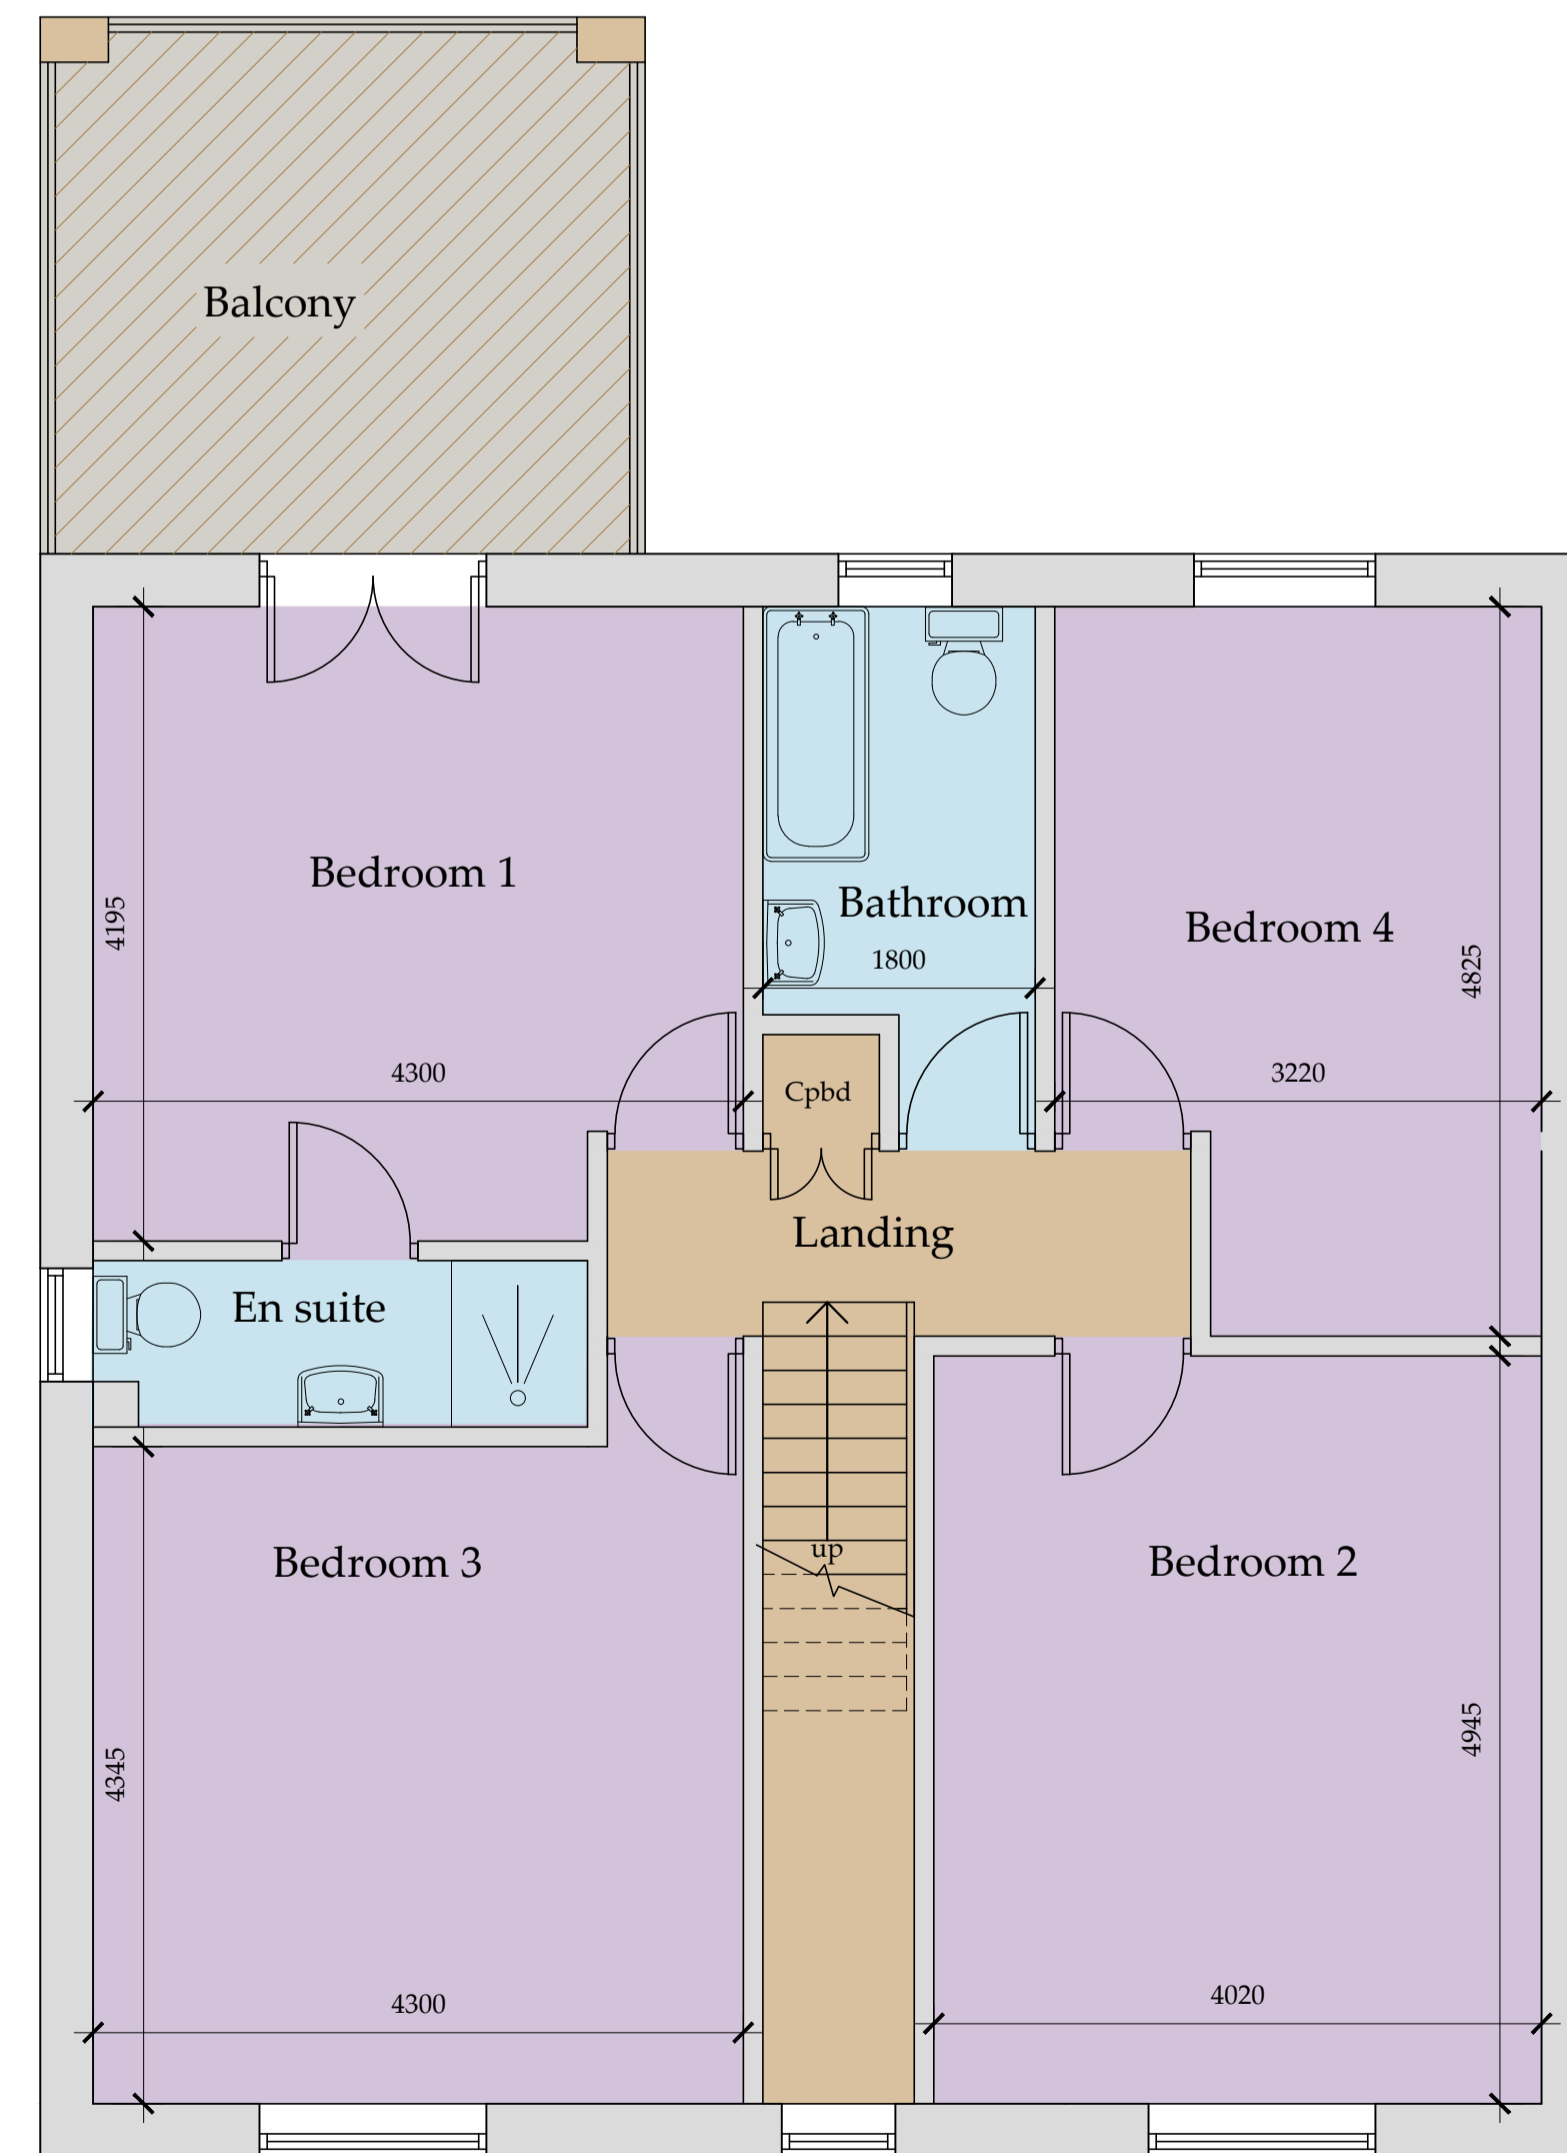 Balcony
Bedroom 1
Bathroom
Bedroom 4
4195
1800
4825
4300
Cpbd
3220
Landing
En suite
up
Bedroom 3
Bedroom 2
4345
4945
4300
4020